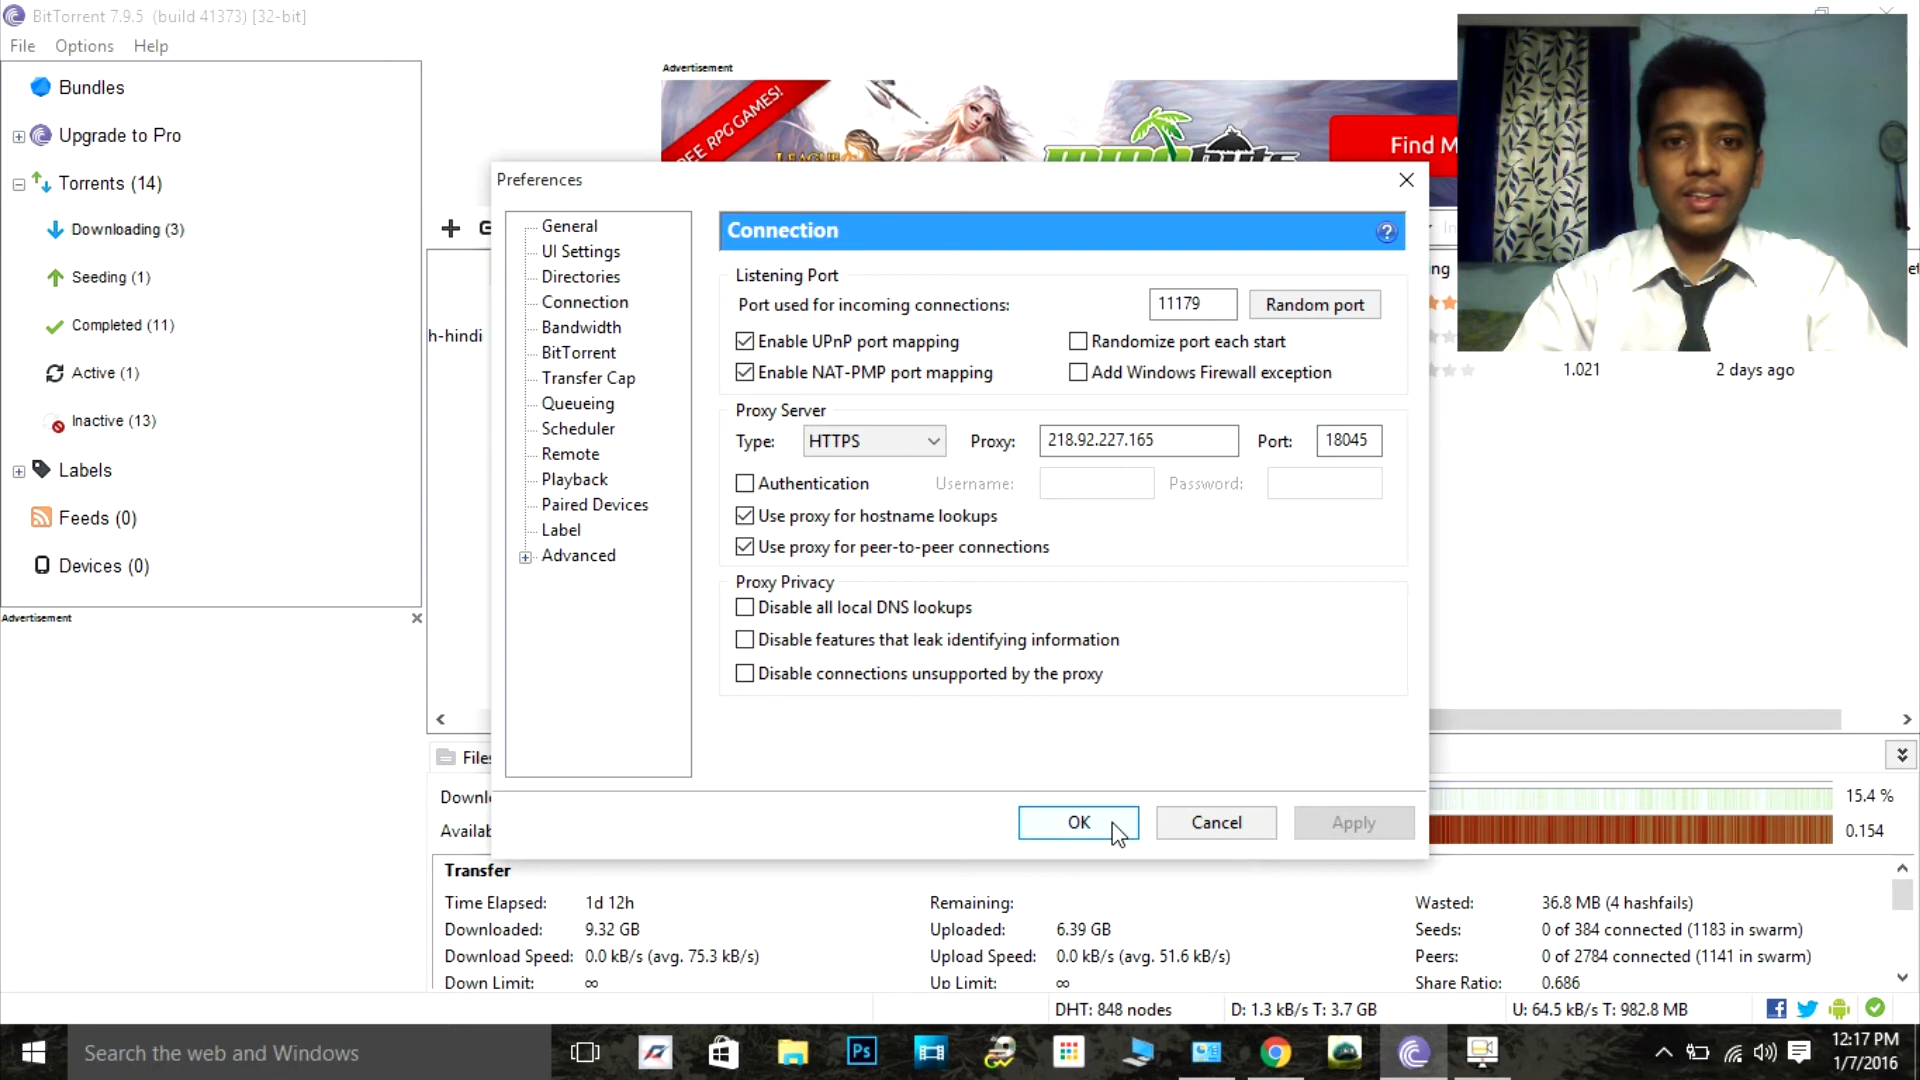 BitTorrent 7.9.5 (build 41373) [32-bit]
File Options Help
Bundles
Upgrade to Pro
Torrents (14)
Downloading (3)
Seeding (1)
Completed (11)
Active (1)
Inactive (13)
Labels
Feeds (0)
Devices (0)
Advertisement
Advertisement
REE RPG GAMES!
Find M
h-hindi
Preferences
General
UI Settings
Directories
Connection
Bandwidth
BitTorrent
Transfer Cap
Queueing
Scheduler
Remote
Playback
Paired Devices
Label
Advanced
Connection
Listening Port
Port used for incoming connections: 11179 Random port
Enable UPnP port mapping Randomize port each start
Enable NAT-PMP port mapping Add Windows Firewall exception
Proxy Server
Type: HTTPS Proxy: 218.92.227.165 Port: 18045
Authentication Username: Password:
Use proxy for hostname lookups
Use proxy for peer-to-peer connections
Proxy Privacy
Disable all local DNS lookups
Disable features that leak identifying information
Disable connections unsupported by the proxy
OK Cancel Apply
ng
1.021 2 days ago
Files
Downl
15.4 %
Availab
0.154
Transfer
Time Elapsed: 1d 12h Remaining: Wasted: 36.8 MB (4 hashfails)
Downloaded: 9.32 GB Uploaded: 6.39 GB Seeds: 0 of 384 connected (1183 in swarm)
Download Speed: 0.0 kB/s (avg. 75.3 kB/s) Upload Speed: 0.0 kB/s (avg. 51.6 kB/s) Peers: 0 of 2784 connected (1141 in swarm)
Down Limit: ∞ Up Limit: ∞ Share Ratio: 0.686
DHT: 848 nodes D: 1.3 kB/s T: 3.7 GB U: 64.5 kB/s T: 982.8 MB
Search the web and Windows
Ps
12:17 PM
1/7/2016